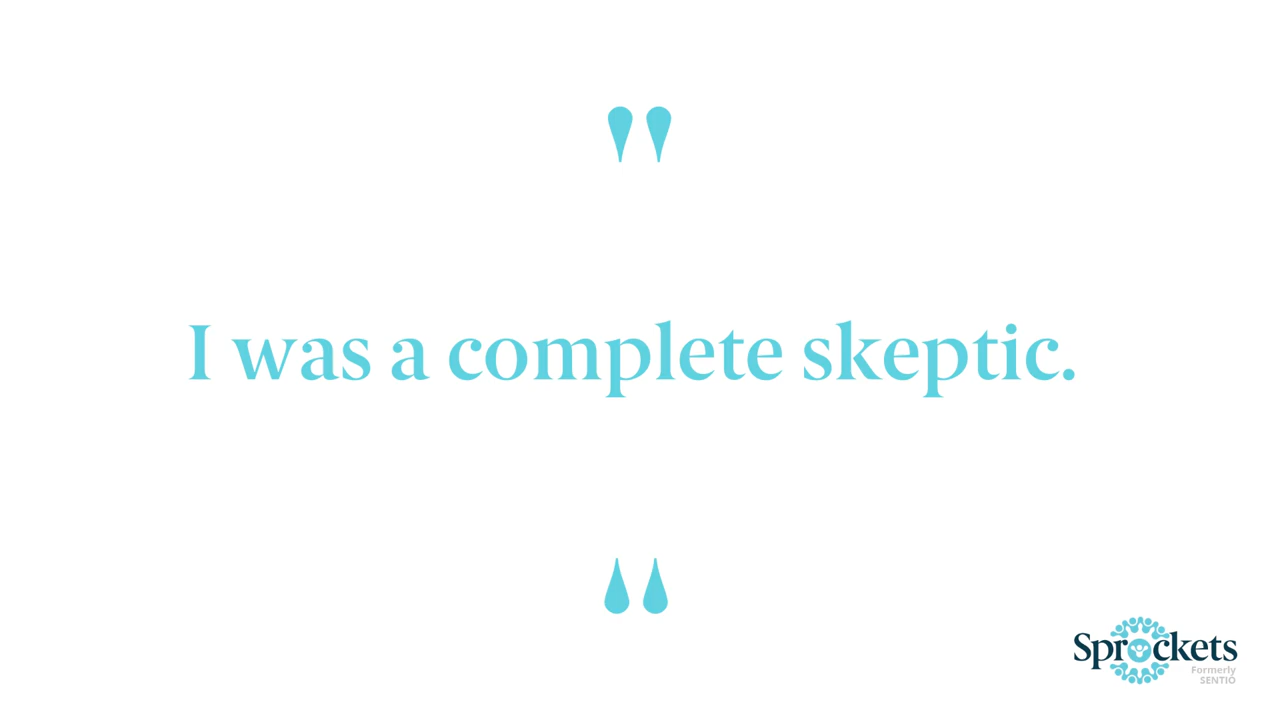 "
I was a complete skeptic.
"
Sprockets
Formerly
SENTIO